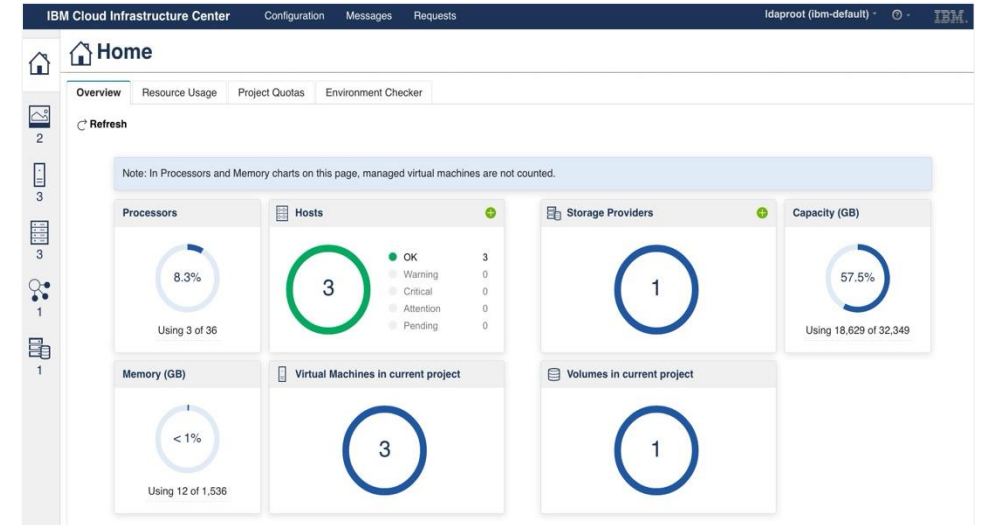 IBM Cloud Infrastructure Center Configuration Messages Requests ldaproot (ibm-default) IBM.
Home
Overview Resource Usage Project Quotas Environment Checker
Refresh
2
3
3
1
1
Note: In Processors and Memory charts on this page, managed virtual machines are not counted.
Processors
8.3%
Using 3 of 36
Hosts
3
OK 3
Warning 0
Critical 0
Attention 0
Pending 0
Storage Providers
1
Capacity (GB)
57.5%
Using 18,629 of 32,349
Memory (GB)
< 1%
Using 12 of 1,536
Virtual Machines in current project
3
Volumes in current project
1